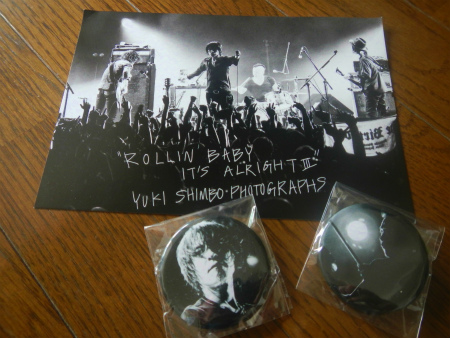 "ROLLIN BABY
IT'S ALRIGHT III"
YUKI SHIMBO・PHOTOGRAPHS